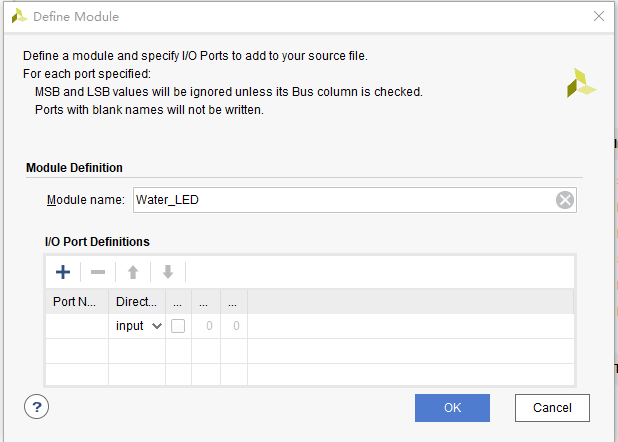 Define Module
Define a module and specify I/O Ports to add to your source file.
For each port specified:
MSB and LSB values will be ignored unless its Bus column is checked.
Ports with blank names will not be written.
Module Definition
Module name: Water_LED
I/O Port Definitions
Port N... Direct... ... ... ...
input 0 0
? OK Cancel